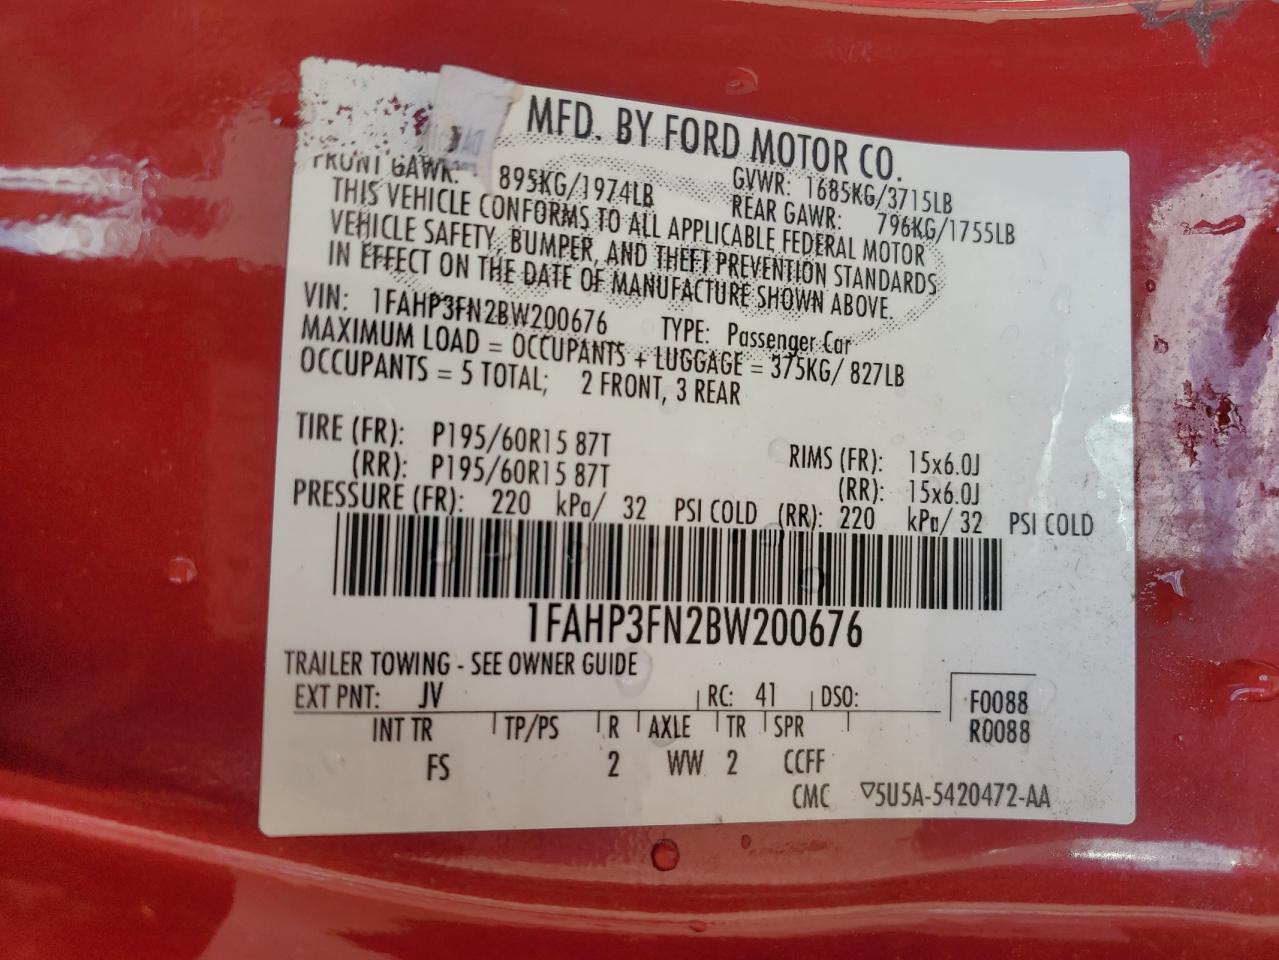 MFD. BY FORD MOTOR CO.
FRONT GAWR: 895KG/1974LB GVWR: 1685KG/3715LB
REAR GAWR: 796KG/1755LB
THIS VEHICLE CONFORMS TO ALL APPLICABLE FEDERAL MOTOR
VEHICLE SAFETY, BUMPER, AND THEFT PREVENTION STANDARDS
IN EFFECT ON THE DATE OF MANUFACTURE SHOWN ABOVE.
VIN: 1FAHP3FN2BW200676 TYPE: Passenger Car
MAXIMUM LOAD = OCCUPANTS + LUGGAGE = 375KG/ 827LB
OCCUPANTS = 5 TOTAL; 2 FRONT, 3 REAR
TIRE (FR): P195/60R15 87T RIMS (FR): 15x6.0J
(RR): P195/60R15 87T (RR): 15x6.0J
PRESSURE (FR): 220 kPa/ 32 PSI COLD (RR): 220 kPa/ 32 PSI COLD
1FAHP3FN2BW200676
TRAILER TOWING - SEE OWNER GUIDE
EXT PNT: JV RC: 41 DSO: F0088
INT TR TP/PS R AXLE TR SPR R0088
FS 2 WW 2 CCFF
CMC ▽5U5A-5420472-AA